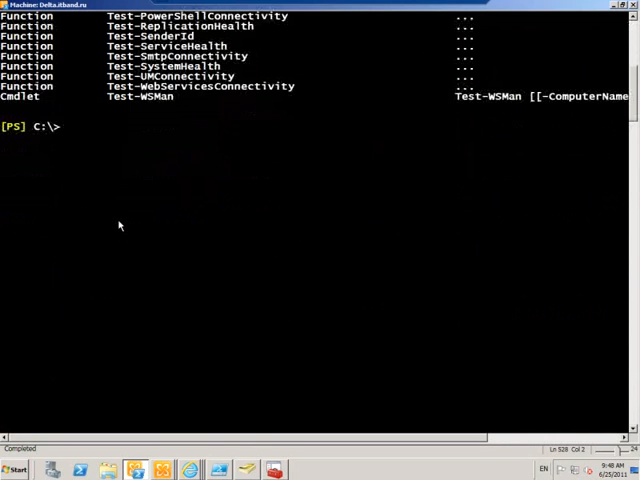 Machine: Delta.itband.ru
Function Test-PowerShellConnectivity ...
Function Test-ReplicationHealth ...
Function Test-SenderId ...
Function Test-ServiceHealth ...
Function Test-SmtpConnectivity ...
Function Test-SystemHealth ...
Function Test-UMConnectivity ...
Function Test-WebServicesConnectivity ...
Cmdlet Test-WSMan Test-WSMan [[-ComputerName
[PS] C:\>
Completed Ln 528 Col 2 24
Start EN 9:48 AM
6/25/2011